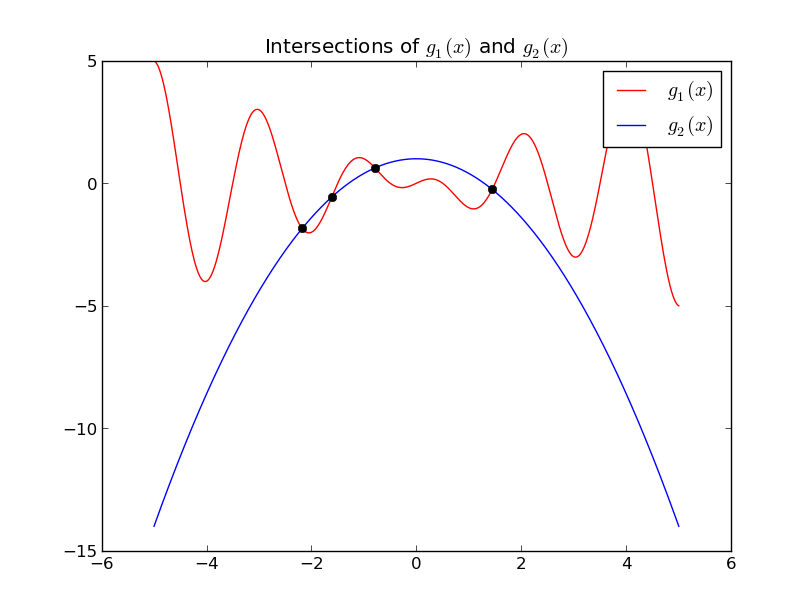 Intersections of g₁(x) and g₂(x)
g₁(x)
g₂(x)
5
0
−5
−10
−15
−6 −4 −2 0 2 4 6